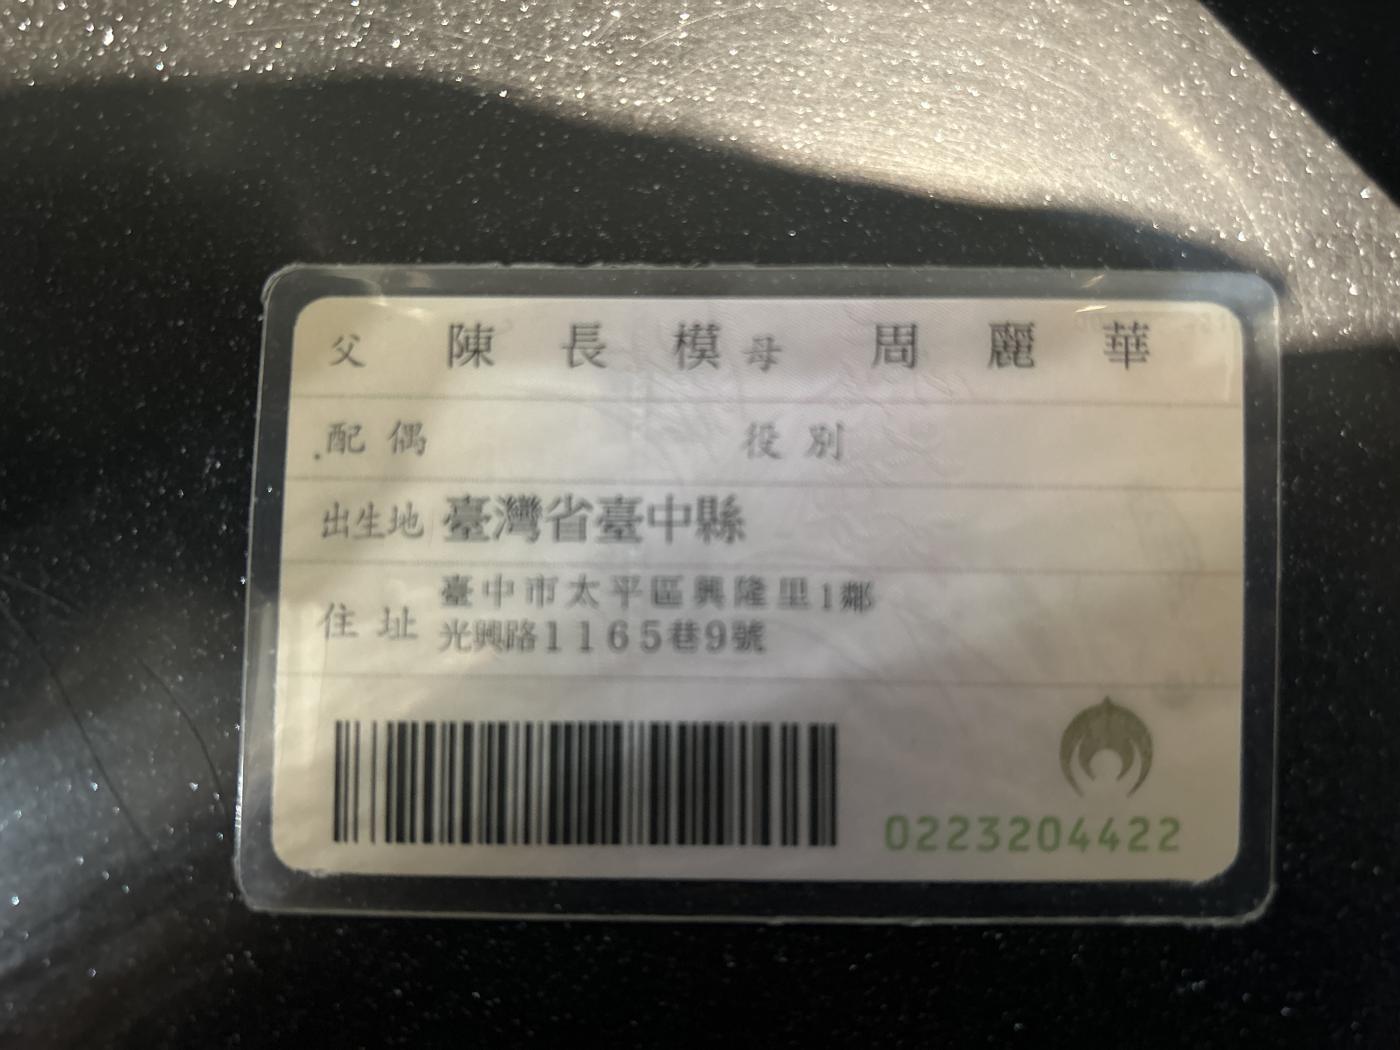 父 陳長模 母 周麗華
配偶 役別
出生地 臺灣省臺中縣
住址 臺中市太平區興隆里1鄰
光興路1165巷9號
0223204422